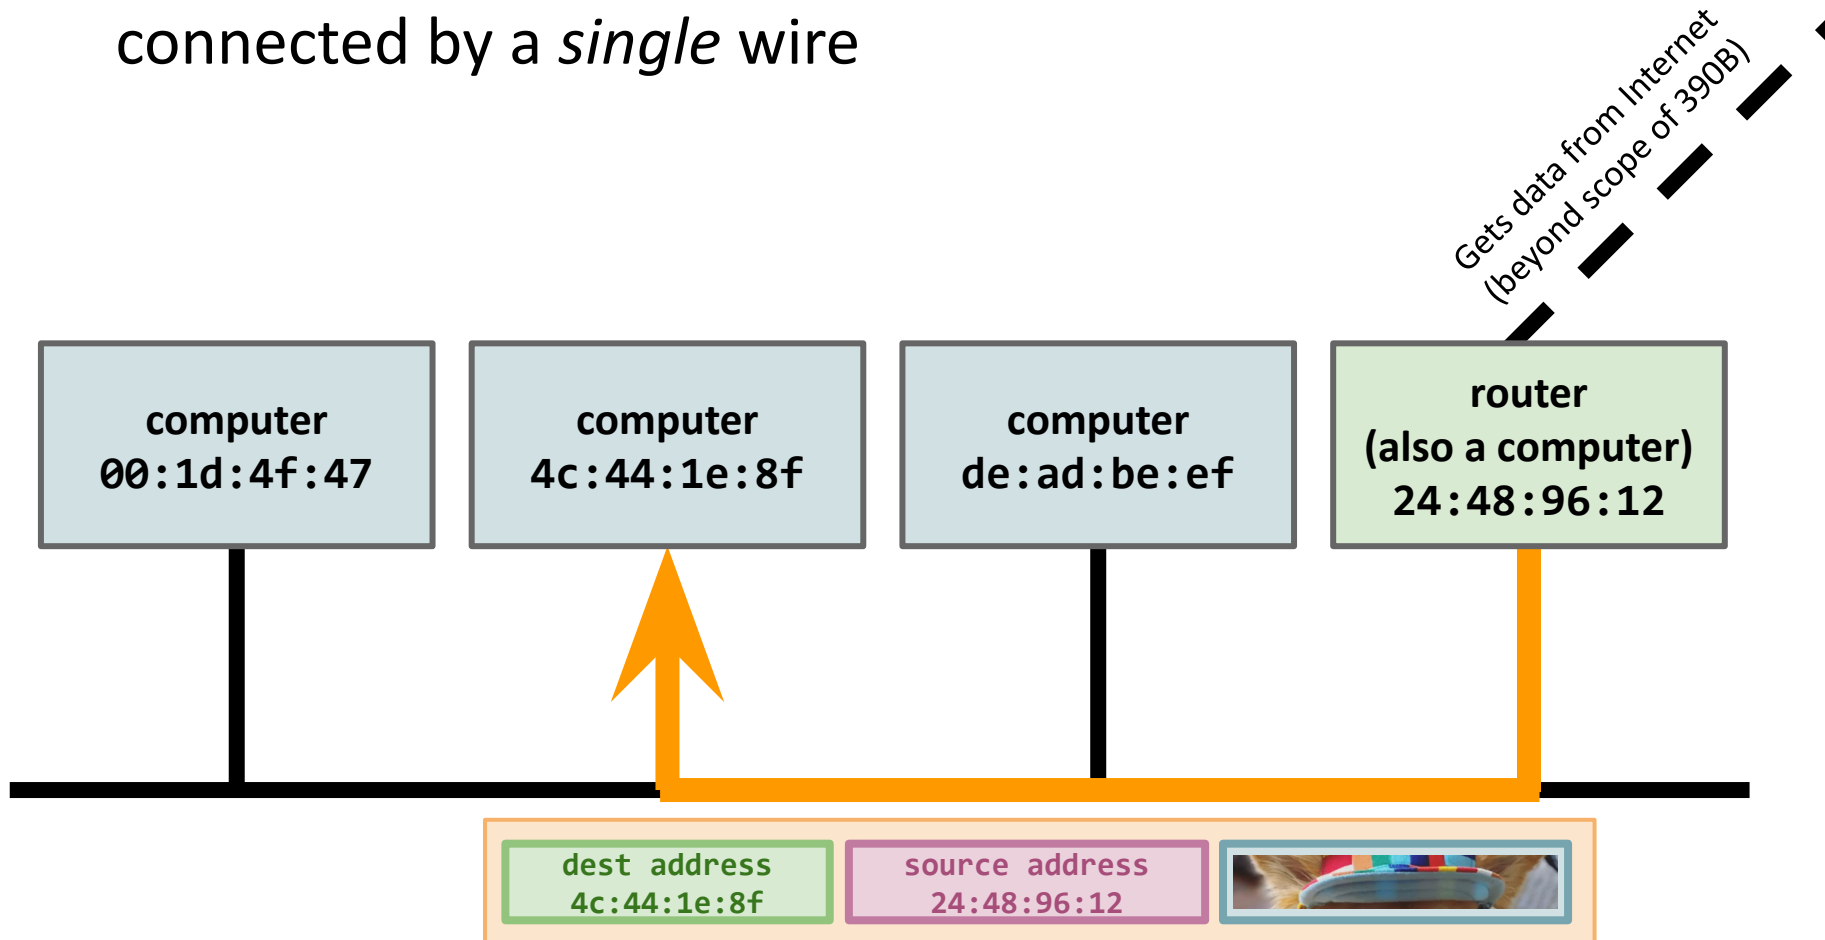 connected by a single wire
Gets data from Internet
(beyond scope of 390B)
computer
00:1d:4f:47
computer
4c:44:1e:8f
computer
de:ad:be:ef
router
(also a computer)
24:48:96:12
dest address
4c:44:1e:8f
source address
24:48:96:12